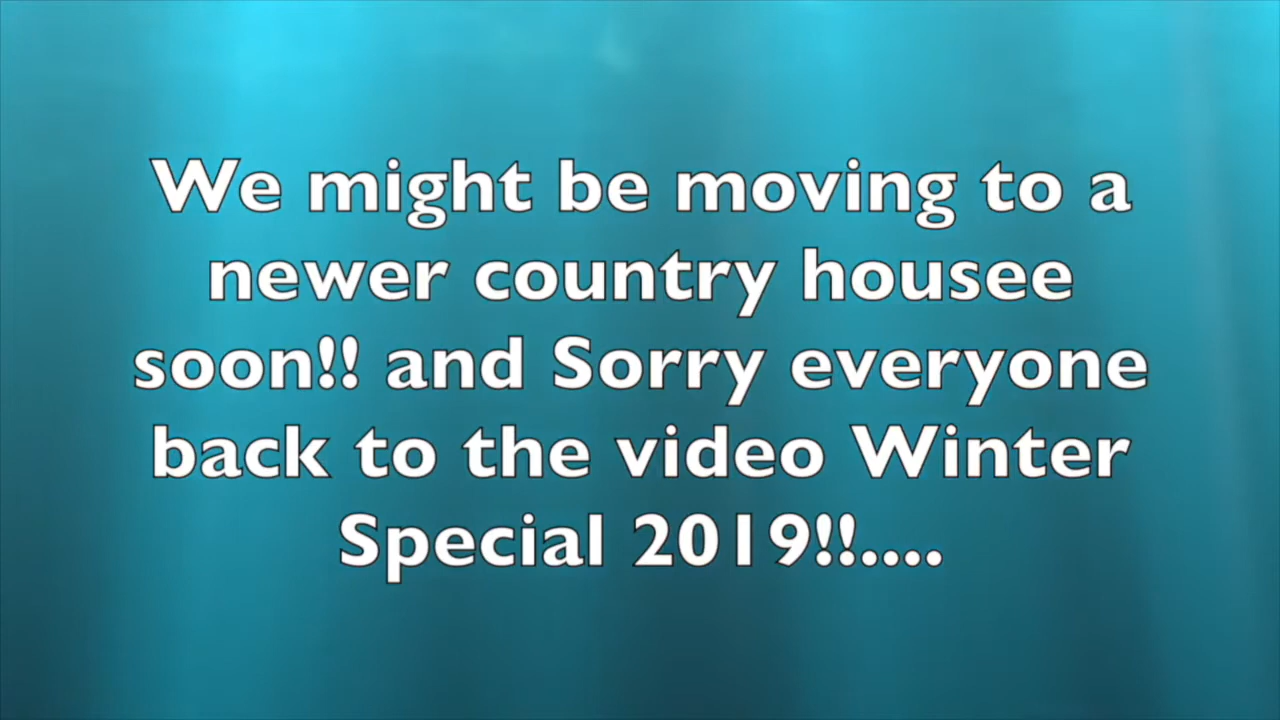 We might be moving to a
newer country housee
soon!! and Sorry everyone
back to the video Winter
Special 2019!!....